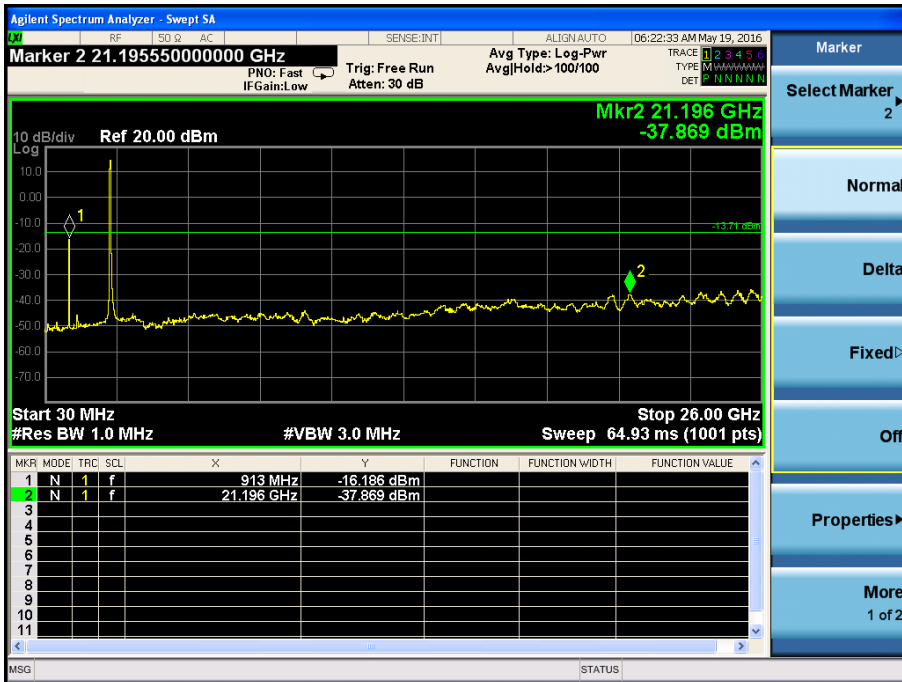 Agilent Spectrum Analyzer - Swept SA
LXI RF 50 Ω AC SENSE:INT ALIGN AUTO 06:22:33 AM May 19, 2016
Marker 2 21.195550000000 GHz
PNO: Fast
IFGain:Low
Trig: Free Run
Atten: 30 dB
Avg Type: Log-Pwr
Avg|Hold:>100/100
TRACE 1 2 3 4 5 6
TYPE M WWWWW
DET P N N N N N
Mkr2 21.196 GHz
-37.869 dBm
10 dB/div Ref 20.00 dBm
Log
10.0
0.00
-10.0
-20.0
-30.0
-40.0
-50.0
-60.0
-70.0
1
-13.71 dBm
2
Start 30 MHz Stop 26.00 GHz
#Res BW 1.0 MHz #VBW 3.0 MHz Sweep 64.93 ms (1001 pts)
MKR MODE TRC SCL X Y FUNCTION FUNCTION WIDTH FUNCTION VALUE
1 N 1 f 913 MHz -16.186 dBm
2 N 1 f 21.196 GHz -37.869 dBm
3
4
5
6
7
8
9
10
11
MSG STATUS
Marker
Select Marker
2
Normal
Delta
Fixed
Off
Properties
More
1 of 2